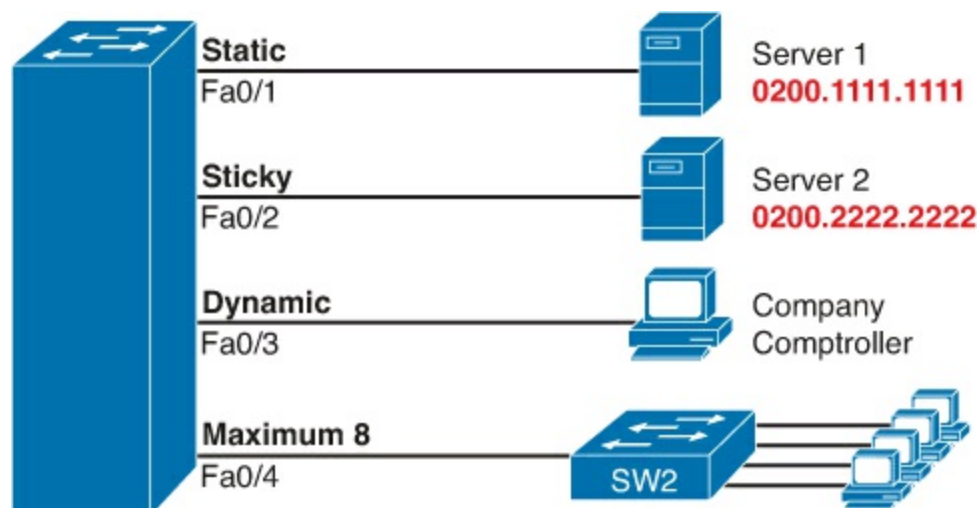 Static
Fa0/1
Server 1
0200.1111.1111
Sticky
Fa0/2
Server 2
0200.2222.2222
Dynamic
Fa0/3
Company
Comptroller
Maximum 8
Fa0/4
SW2